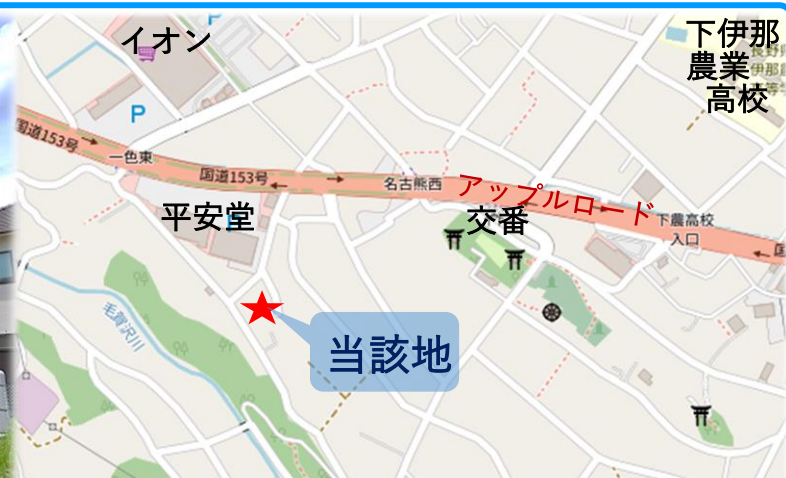 イオン
P
下伊那
農業
高校
P
国道153号
一色東
国道153号
名古熊西
アップルロード
平安堂
交番
下農高校
入口
毛賀沢川
当該地